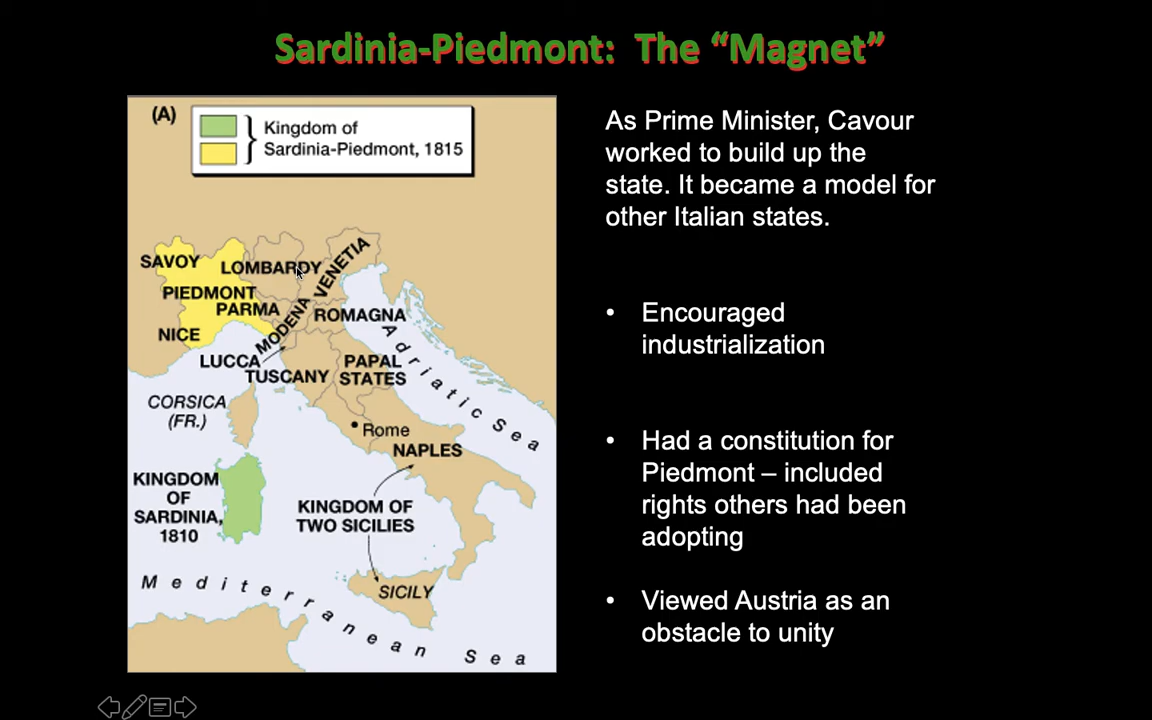 Sardinia-Piedmont: The “Magnet”
(A)
Kingdom of
Sardinia-Piedmont, 1815
SAVOY
LOMBARDY
VENETIA
PIEDMONT
PARMA
MODENA
ROMAGNA
NICE
LUCCA
TUSCANY
PAPAL
STATES
Adriatic Sea
CORSICA
(FR.)
Rome
NAPLES
KINGDOM
OF
SARDINIA,
1810
KINGDOM OF
TWO SICILIES
SICILY
Mediterranean Sea
As Prime Minister, Cavour
worked to build up the
state. It became a model for
other Italian states.
• Encouraged
industrialization
• Had a constitution for
Piedmont – included
rights others had been
adopting
• Viewed Austria as an
obstacle to unity